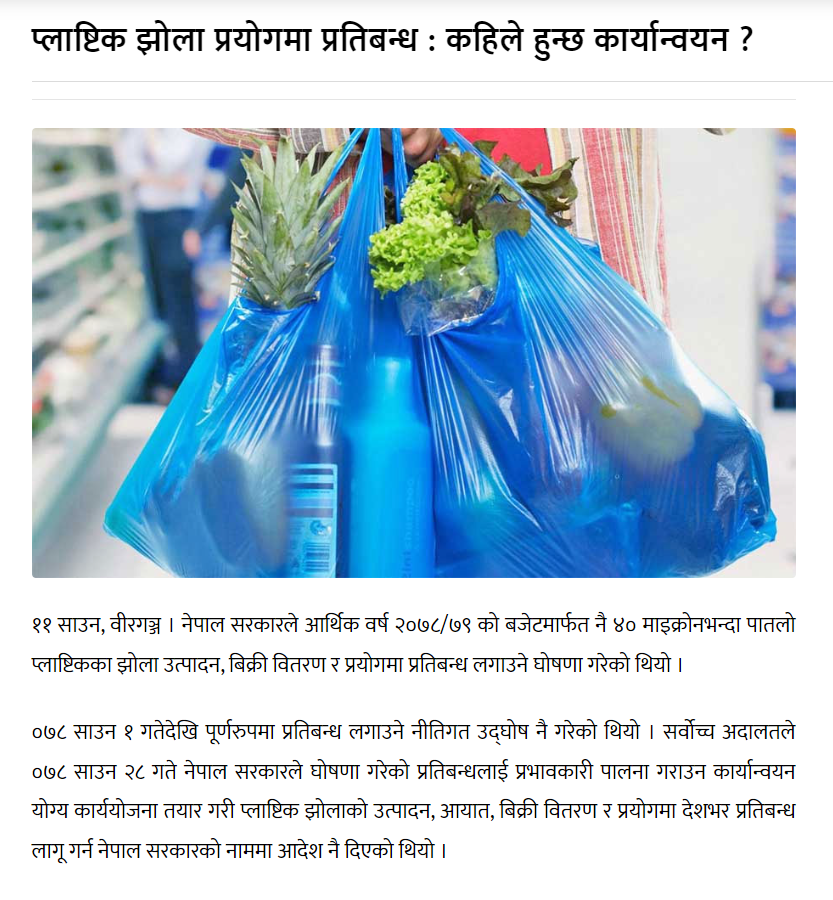 प्लाष्टिक झोला प्रयोगमा प्रतिबन्ध : कहिले हुन्छ कार्यान्वयन ?
११ साउन, वीरगञ्ज । नेपाल सरकारले आर्थिक वर्ष २०७८/७९ को बजेटमार्फत नै ४० माइक्रोनभन्दा पातलो
प्लाष्टिकका झोला उत्पादन, बिक्री वितरण र प्रयोगमा प्रतिबन्ध लगाउने घोषणा गरेको थियो ।
०७८ साउन १ गतेदेखि पूर्णरुपमा प्रतिबन्ध लगाउने नीतिगत उद्‌घोष नै गरेको थियो । सर्वोच्च अदालतले
०७८ साउन २८ गते नेपाल सरकारले घोषणा गरेको प्रतिबन्धलाई प्रभावकारी पालना गराउन कार्यान्वयन
योग्य कार्ययोजना तयार गरी प्लाष्टिक झोलाको उत्पादन, आयात, बिक्री वितरण र प्रयोगमा देशभर प्रतिबन्ध
लागू गर्न नेपाल सरकारको नाममा आदेश नै दिएको थियो ।